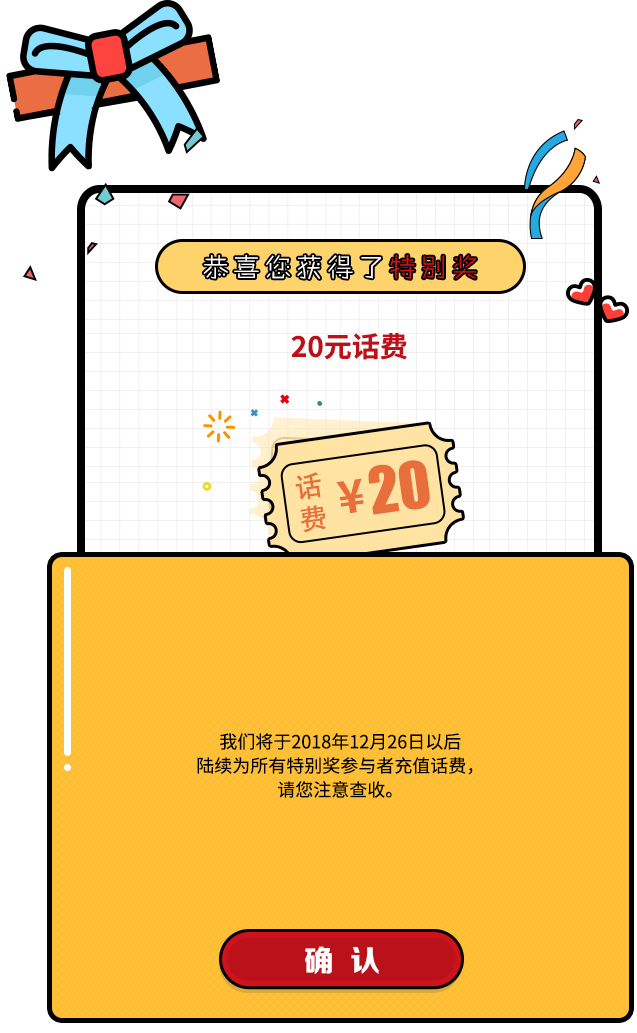 恭喜您获得了特别奖
20元话费
话费
¥20
我们将于2018年12月26日以后
陆续为所有特别奖参与者充值话费，
请您注意查收。
确 认